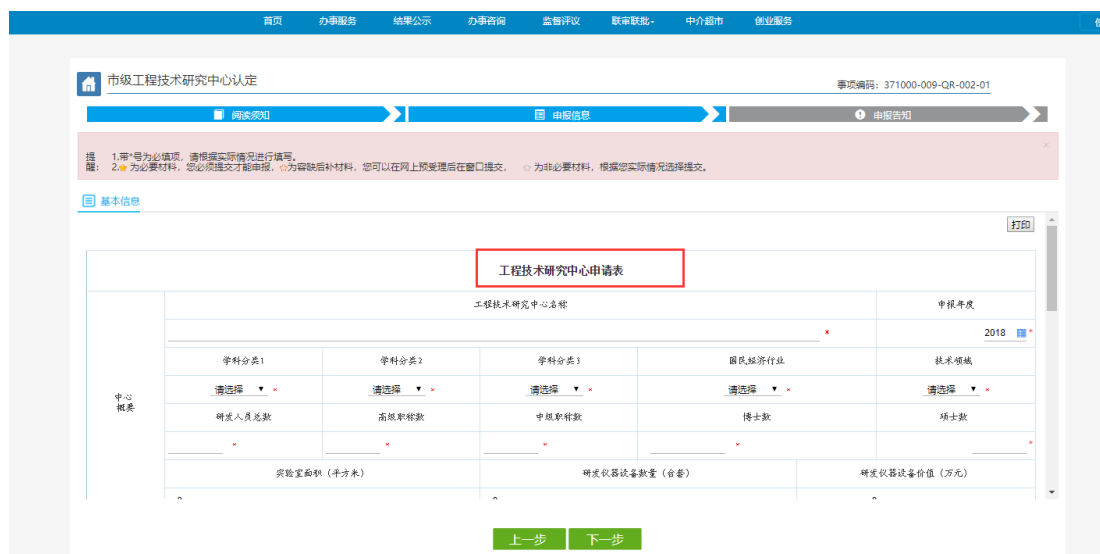 首页 办事服务 结果公示 办事咨询 监督评议 联审联批 中介超市 创业服务
市级工程技术研究中心认定 事项编码：371000-009-QR-002-01
阅读须知 申报信息 申报告知
提醒： 1.带*号为必填项，请根据实际情况进行填写。
2.为必要材料，您必须提交才能申报，为容缺后补材料，您可以在网上预受理后在窗口提交， 为非必要材料，根据您实际情况选择提交。
基本信息
打印
工程技术研究中心申请表
工程技术研究中心名称 申报年度
* 2018 *
学科分类1 学科分类2 学科分类3 国民经济行业 技术领域
中心概要
请选择 * 请选择 * 请选择 * 请选择 * 请选择 *
研发人员总数 高级职称数 中级职称数 博士数 硕士数
* * * * *
实验室面积（平方米） 研发仪器设备数量（台套） 研发仪器设备价值（万元）
上一步 下一步